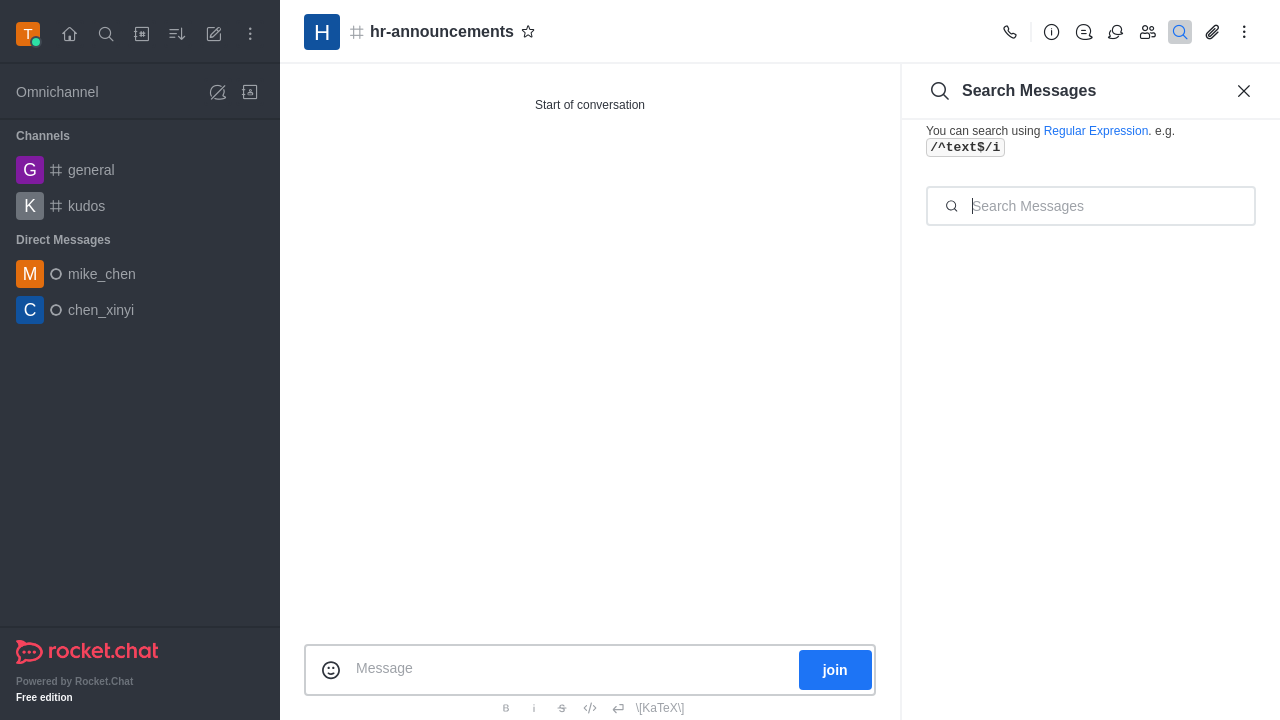 T
Omnichannel
Channels
G general
K kudos
Direct Messages
M mike_chen
C chen_xinyi
rocket.chat
Powered by Rocket.Chat
Free edition
H hr-announcements
Start of conversation
Message
join
B i S \[KaTeX\]
Search Messages
You can search using Regular Expression. e.g.
/^text$/i
Search Messages